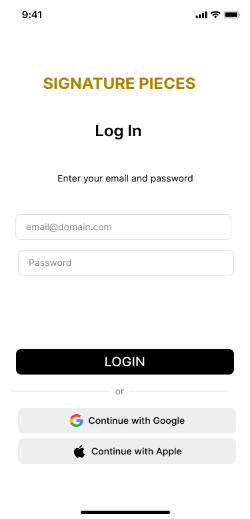 9:41
SIGNATURE PIECES
Log In
Enter your email and password
email@domain.com
Password
LOGIN
or
Continue with Google
Continue with Apple